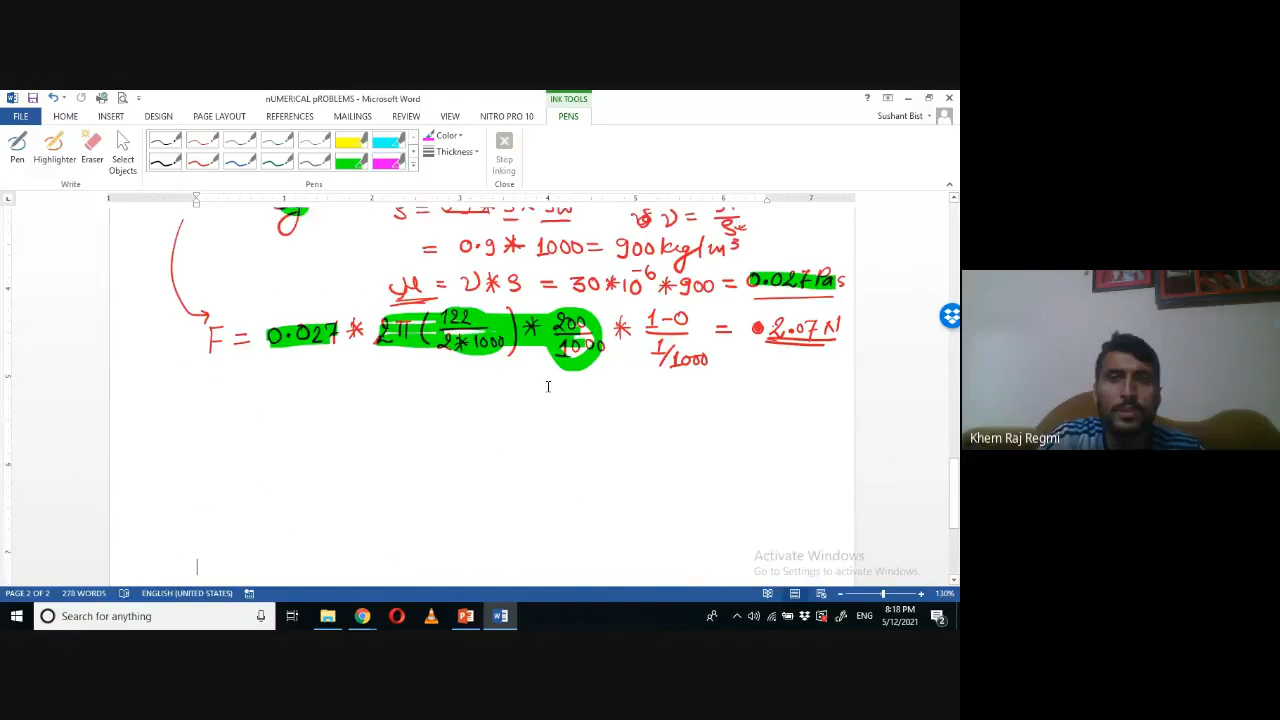 nUMERICAL pROBLEMS - Microsoft Word
INK TOOLS
FILE HOME INSERT DESIGN PAGE LAYOUT REFERENCES MAILINGS REVIEW VIEW NITRO PRO 10 PENS
Sushant Bist
Pen Highlighter Eraser Select Objects
Color
Thickness
Stop Inking
Write Pens Close
= 0.9 * 1000 = 900 kg/m³
μ = ν * ρ = 30 * 10⁻⁶ * 900 = 0.027 Pas
F = 0.027 * 2π (122 / 2*1000) * 200/1000 * 1-0 / 1/1000 = 2.07 N
Khem Raj Regmi
Activate Windows
Go to Settings to activate Windows.
PAGE 2 OF 2 278 WORDS ENGLISH (UNITED STATES) 130%
Search for anything
ENG
8:18 PM
5/12/2021